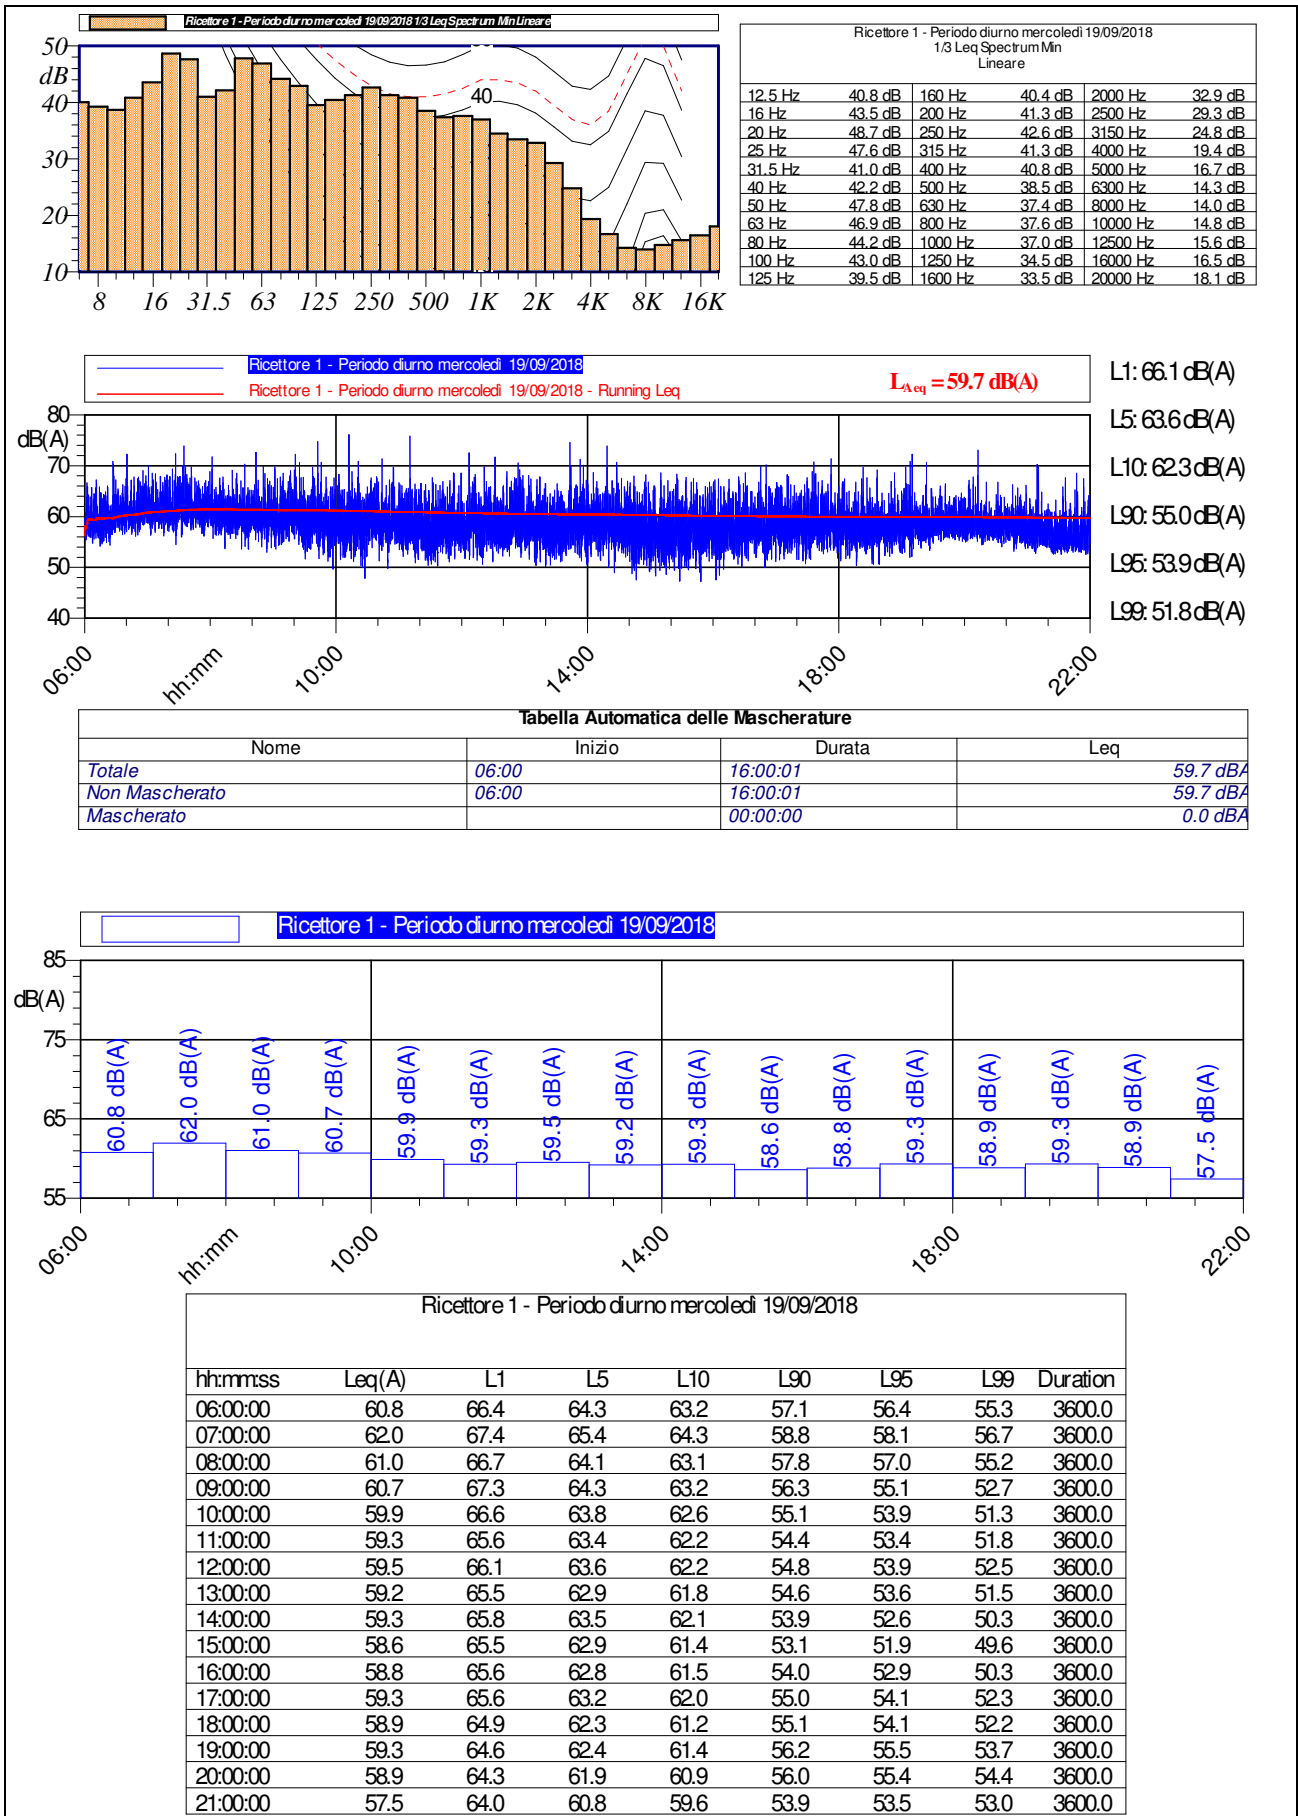 Ricettore 1 - Periodo diurno mercoledì 19/09/2018 1/3 Leq Spectrum Min Lineare
50
dB
40
30
20
10
40
8 16 31.5 63 125 250 500 1K 2K 4K 8K 16K
Ricettore 1 - Periodo diurno mercoledì 19/09/2018
1/3 Leq Spectrum Min
Lineare
12.5 Hz 40.8 dB 160 Hz 40.4 dB 2000 Hz 32.9 dB
16 Hz 43.5 dB 200 Hz 41.3 dB 2500 Hz 29.3 dB
20 Hz 48.7 dB 250 Hz 42.6 dB 3150 Hz 24.8 dB
25 Hz 47.6 dB 315 Hz 41.3 dB 4000 Hz 19.4 dB
31.5 Hz 41.0 dB 400 Hz 40.8 dB 5000 Hz 16.7 dB
40 Hz 42.2 dB 500 Hz 38.5 dB 6300 Hz 14.3 dB
50 Hz 47.8 dB 630 Hz 37.4 dB 8000 Hz 14.0 dB
63 Hz 46.9 dB 800 Hz 37.6 dB 10000 Hz 14.8 dB
80 Hz 44.2 dB 1000 Hz 37.0 dB 12500 Hz 15.6 dB
100 Hz 43.0 dB 1250 Hz 34.5 dB 16000 Hz 16.5 dB
125 Hz 39.5 dB 1600 Hz 33.5 dB 20000 Hz 18.1 dB
Ricettore 1 - Periodo diurno mercoledì 19/09/2018
Ricettore 1 - Periodo diurno mercoledì 19/09/2018 - Running Leq
LAeq = 59.7 dB(A)
80
dB(A)
70
60
50
40
06:00 hh:mm 10:00 14:00 18:00 22:00
L1: 66.1 dB(A)
L5: 63.6 dB(A)
L10: 62.3 dB(A)
L90: 55.0 dB(A)
L95: 53.9 dB(A)
L99: 51.8 dB(A)
Tabella Automatica delle Mascherature
Nome Inizio Durata Leq
Totale 06:00 16:00:01 59.7 dBA
Non Mascherato 06:00 16:00:01 59.7 dBA
Mascherato 00:00:00 0.0 dBA
Ricettore 1 - Periodo diurno mercoledì 19/09/2018
85
dB(A)
75
65
55
60.8 dB(A) 62.0 dB(A) 61.0 dB(A) 60.7 dB(A) 59.9 dB(A) 59.3 dB(A) 59.5 dB(A) 59.2 dB(A) 59.3 dB(A) 58.6 dB(A) 58.8 dB(A) 59.3 dB(A) 58.9 dB(A) 59.3 dB(A) 58.9 dB(A) 57.5 dB(A)
06:00 hh:mm 10:00 14:00 18:00 22:00
Ricettore 1 - Periodo diurno mercoledì 19/09/2018
hh:mm:ss Leq(A) L1 L5 L10 L90 L95 L99 Duration
06:00:00 60.8 66.4 64.3 63.2 57.1 56.4 55.3 3600.0
07:00:00 62.0 67.4 65.4 64.3 58.8 58.1 56.7 3600.0
08:00:00 61.0 66.7 64.1 63.1 57.8 57.0 55.2 3600.0
09:00:00 60.7 67.3 64.3 63.2 56.3 55.1 52.7 3600.0
10:00:00 59.9 66.6 63.8 62.6 55.1 53.9 51.3 3600.0
11:00:00 59.3 65.6 63.4 62.2 54.4 53.4 51.8 3600.0
12:00:00 59.5 66.1 63.6 62.2 54.8 53.9 52.5 3600.0
13:00:00 59.2 65.5 62.9 61.8 54.6 53.6 51.5 3600.0
14:00:00 59.3 65.8 63.5 62.1 53.9 52.6 50.3 3600.0
15:00:00 58.6 65.5 62.9 61.4 53.1 51.9 49.6 3600.0
16:00:00 58.8 65.6 62.8 61.5 54.0 52.9 50.3 3600.0
17:00:00 59.3 65.6 63.2 62.0 55.0 54.1 52.3 3600.0
18:00:00 58.9 64.9 62.3 61.2 55.1 54.1 52.2 3600.0
19:00:00 59.3 64.6 62.4 61.4 56.2 55.5 53.7 3600.0
20:00:00 58.9 64.3 61.9 60.9 56.0 55.4 54.4 3600.0
21:00:00 57.5 64.0 60.8 59.6 53.9 53.5 53.0 3600.0